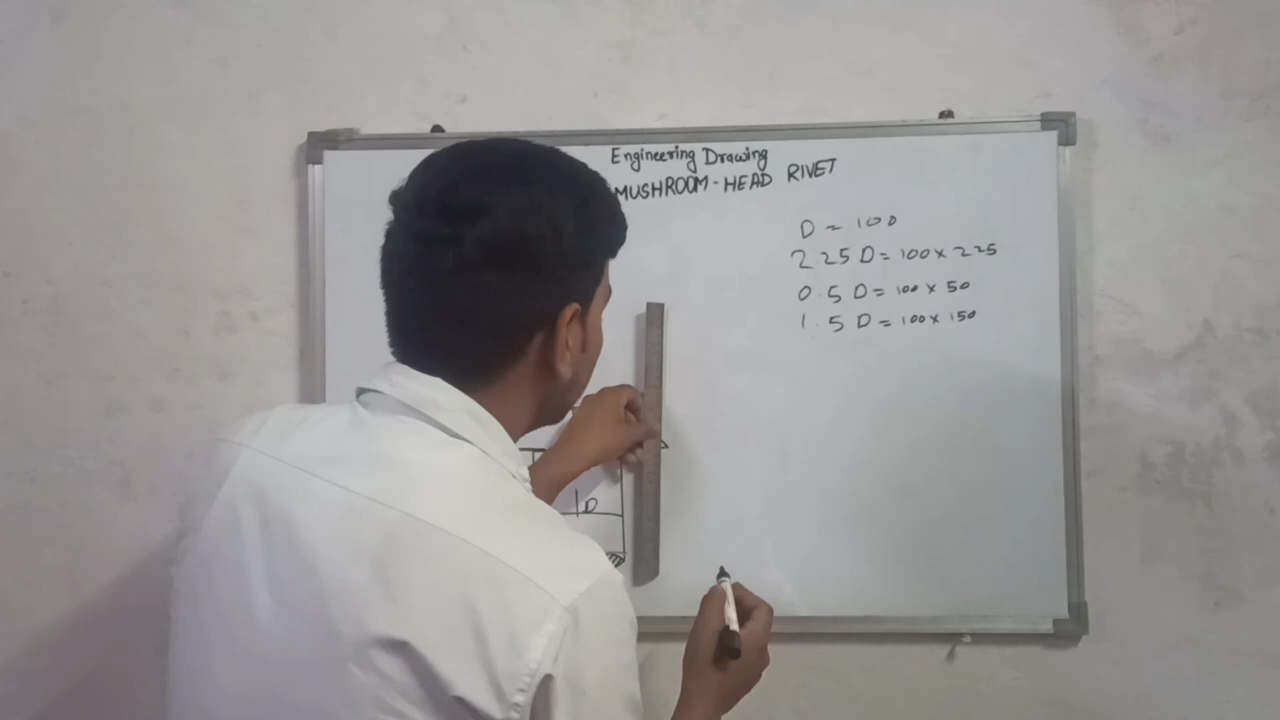 Engineering Drawing
MUSHROOM-HEAD RIVET
D = 100
2 25 D = 100 x 225
0.5 D = 100 x 50
1.5 D = 100 x 150
D